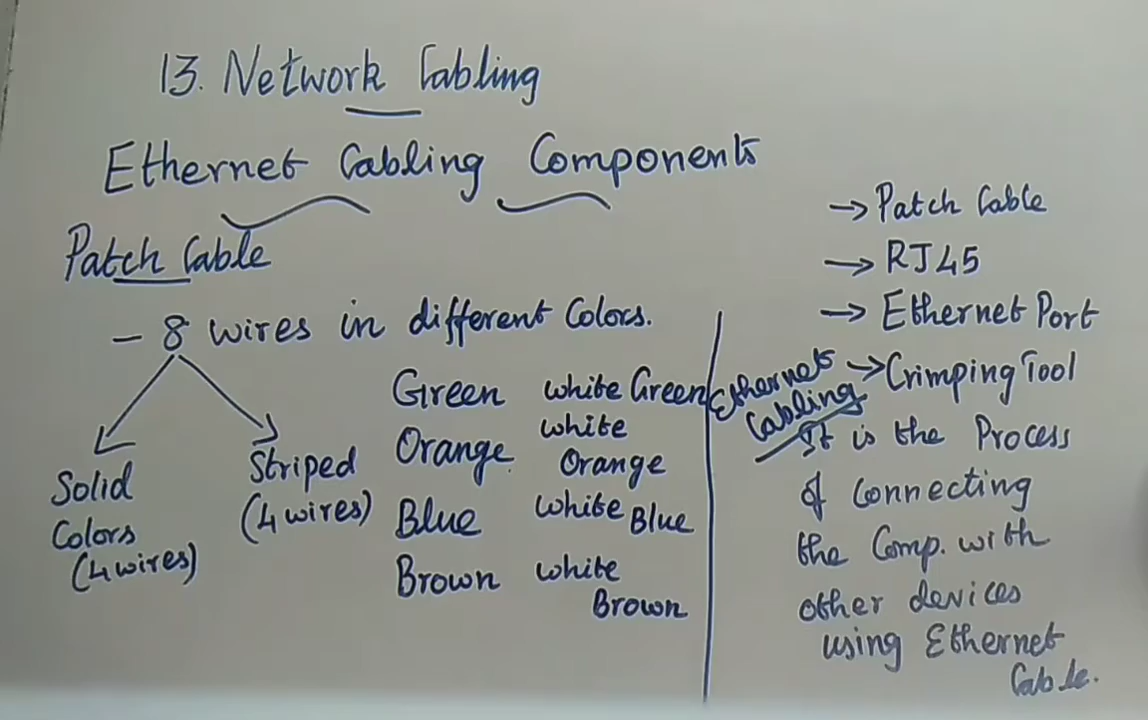 13. Network Cabling
Ethernet Cabling Components
Patch Cable
- 8 wires in different Colors.
Solid
Colors
(4 wires)
Striped
(4 wires)
Green white Green
Orange white
Orange
Blue white Blue
Brown white
Brown
→ Patch Cable
→ RJ45
→ Ethernet Port
→ Crimping Tool
Ethernet
Cabling
It is the Process
of Connecting
the Comp. with
other devices
using Ethernet
Cable.